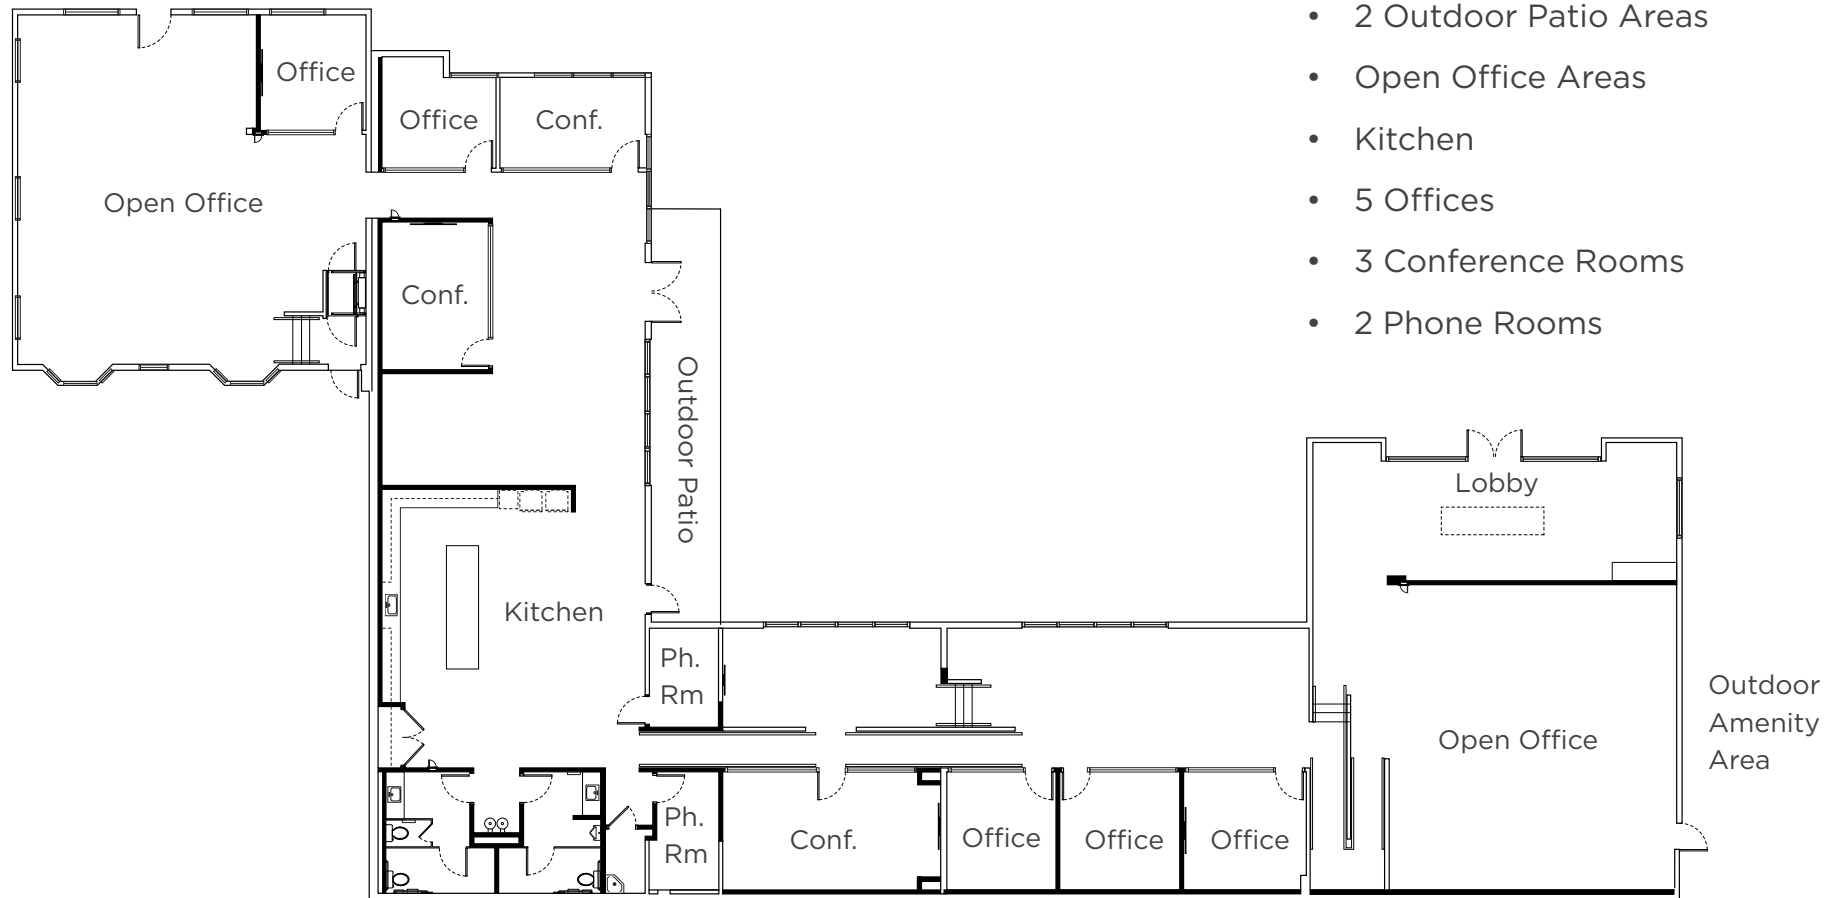 • 2 Outdoor Patio Areas
• Open Office Areas
• Kitchen
• 5 Offices
• 3 Conference Rooms
• 2 Phone Rooms
Office
Office
Conf.
Open Office
Conf.
Outdoor Patio
Lobby
Kitchen
Ph.
Rm
Open Office
Outdoor
Amenity
Area
Ph.
Rm
Conf.
Office
Office
Office